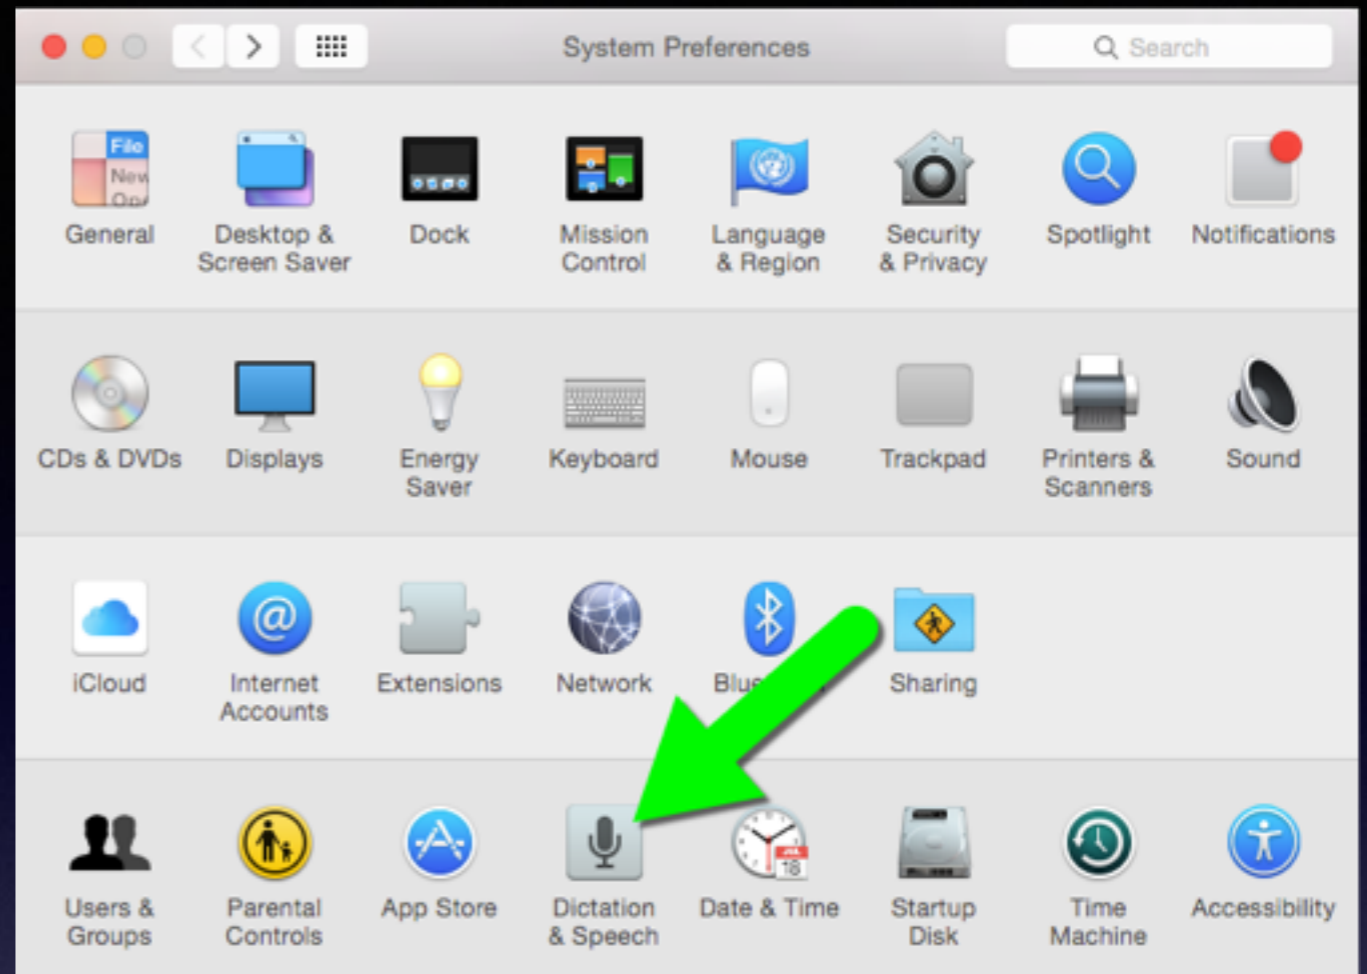 System Preferences
Search
File
New
General
Desktop &
Screen Saver
Dock
Mission
Control
Language
& Region
Security
& Privacy
Spotlight
Notifications
CDs & DVDs
Displays
Energy
Saver
Keyboard
Mouse
Trackpad
Printers &
Scanners
Sound
iCloud
@
Internet
Accounts
Extensions
Network
Sharing
Users &
Groups
Parental
Controls
App Store
Dictation
& Speech
JUL
18
Date & Time
Startup
Disk
Time
Machine
Accessibility